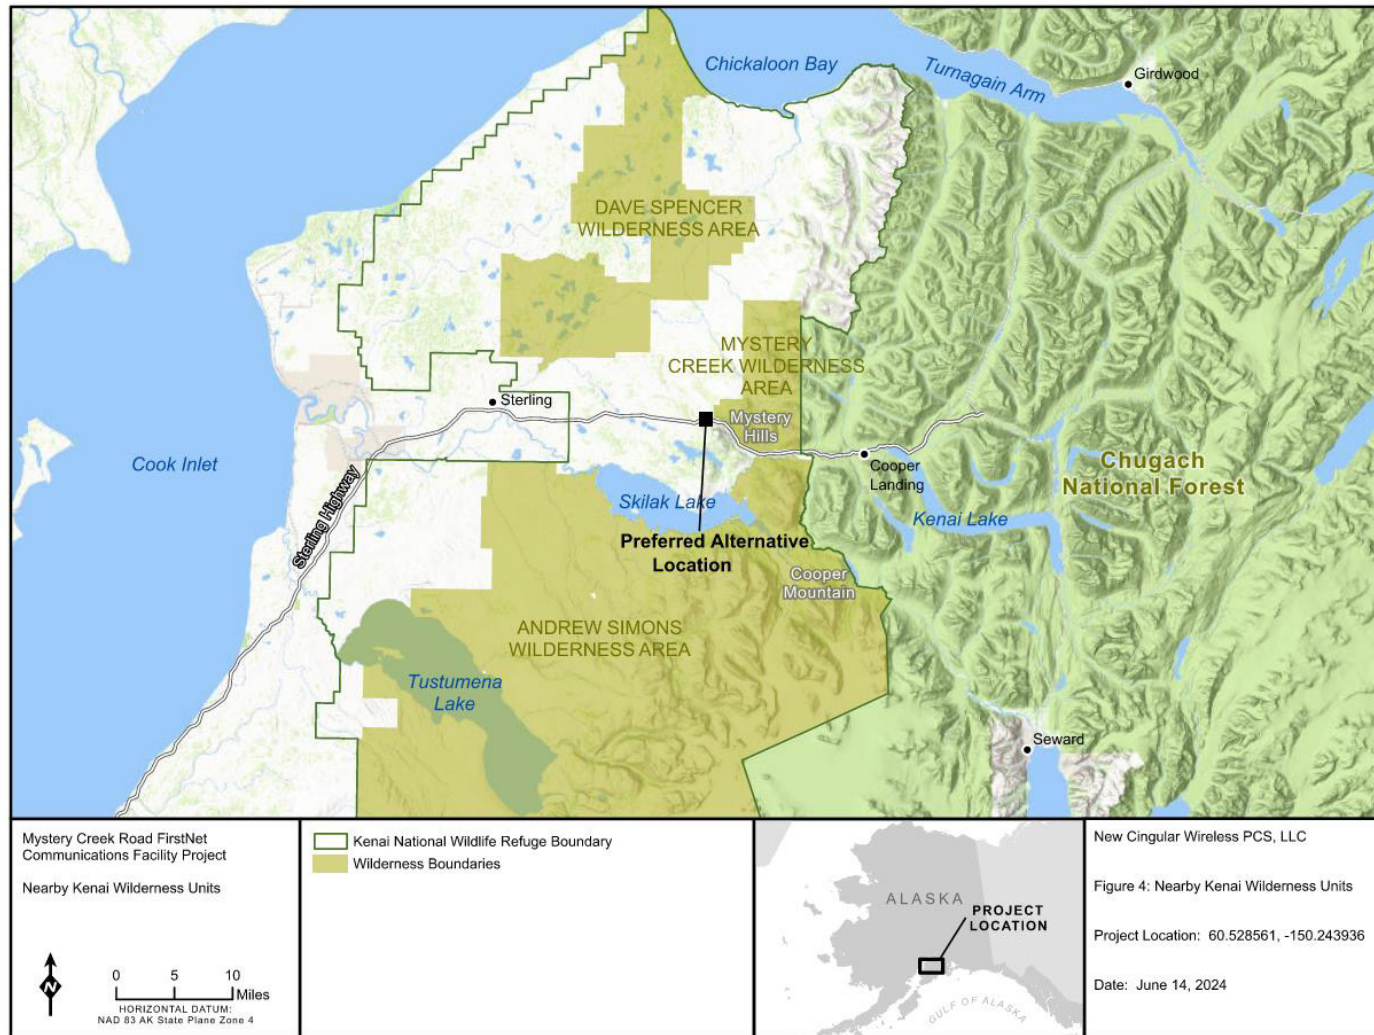 Chickaloon Bay
Turnagain Arm
Girdwood
DAVE SPENCER
WILDERNESS AREA
MYSTERY
CREEK WILDERNESS
AREA
Sterling
Mystery
Hills
Cook Inlet
Cooper
Landing
Chugach
National Forest
Sterling Highway
Skilak Lake
Kenai Lake
Preferred Alternative
Location
Cooper
Mountain
ANDREW SIMONS
WILDERNESS AREA
Tustumena
Lake
Seward
Mystery Creek Road FirstNet
Communications Facility Project
Nearby Kenai Wilderness Units
N
0 5 10
Miles
HORIZONTAL DATUM:
NAD 83 AK State Plane Zone 4
Kenai National Wildlife Refuge Boundary
Wilderness Boundaries
ALASKA
PROJECT
LOCATION
GULF OF ALASKA
New Cingular Wireless PCS, LLC
Figure 4: Nearby Kenai Wilderness Units
Project Location: 60.528561, -150.243936
Date: June 14, 2024